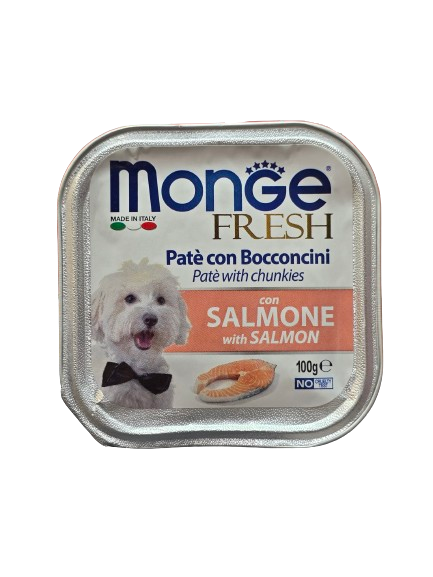 Monge®
FRESH
MADE IN ITALY
Patè con Bocconcini
Patè with chunkies
con
SALMONE
with SALMON
100g e
NO